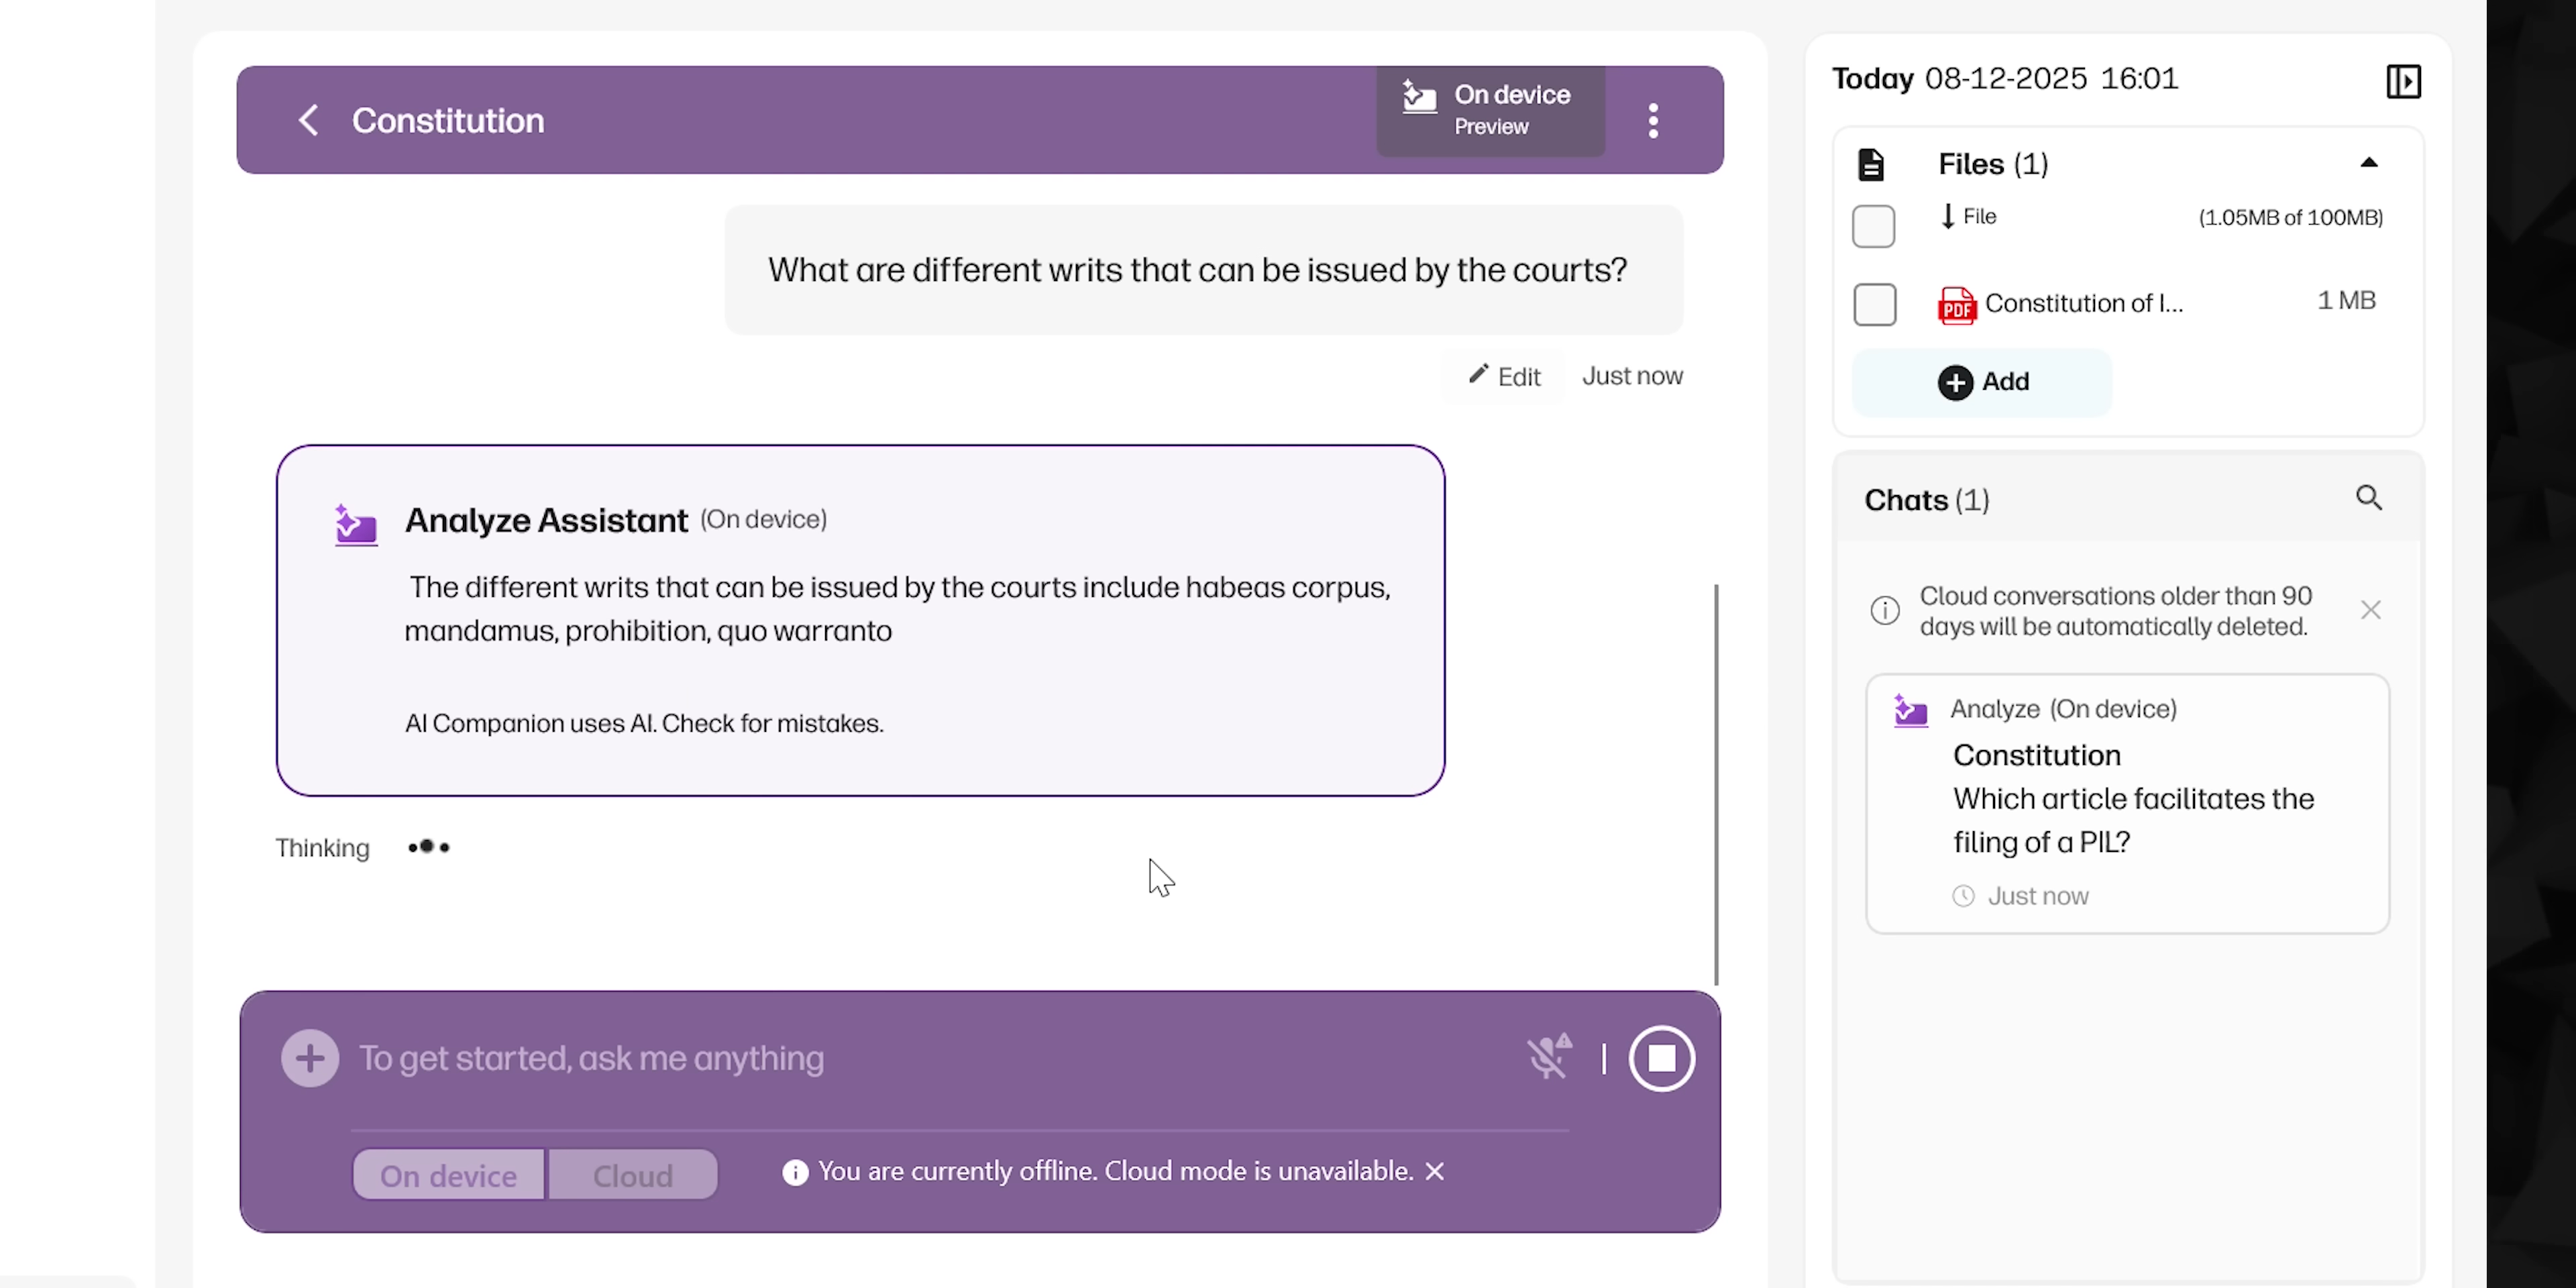 Constitution
On device
Preview
What are different writs that can be issued by the courts?
Edit Just now
Analyze Assistant (On device)
The different writs that can be issued by the courts include habeas corpus,
mandamus, prohibition, quo warranto
AI Companion uses AI. Check for mistakes.
Thinking
To get started, ask me anything
On device Cloud
You are currently offline. Cloud mode is unavailable.
Today 08-12-2025 16:01
Files (1)
File (1.05MB of 100MB)
PDF Constitution of I... 1 MB
Add
Chats (1)
Cloud conversations older than 90
days will be automatically deleted.
Analyze (On device)
Constitution
Which article facilitates the
filing of a PIL?
Just now